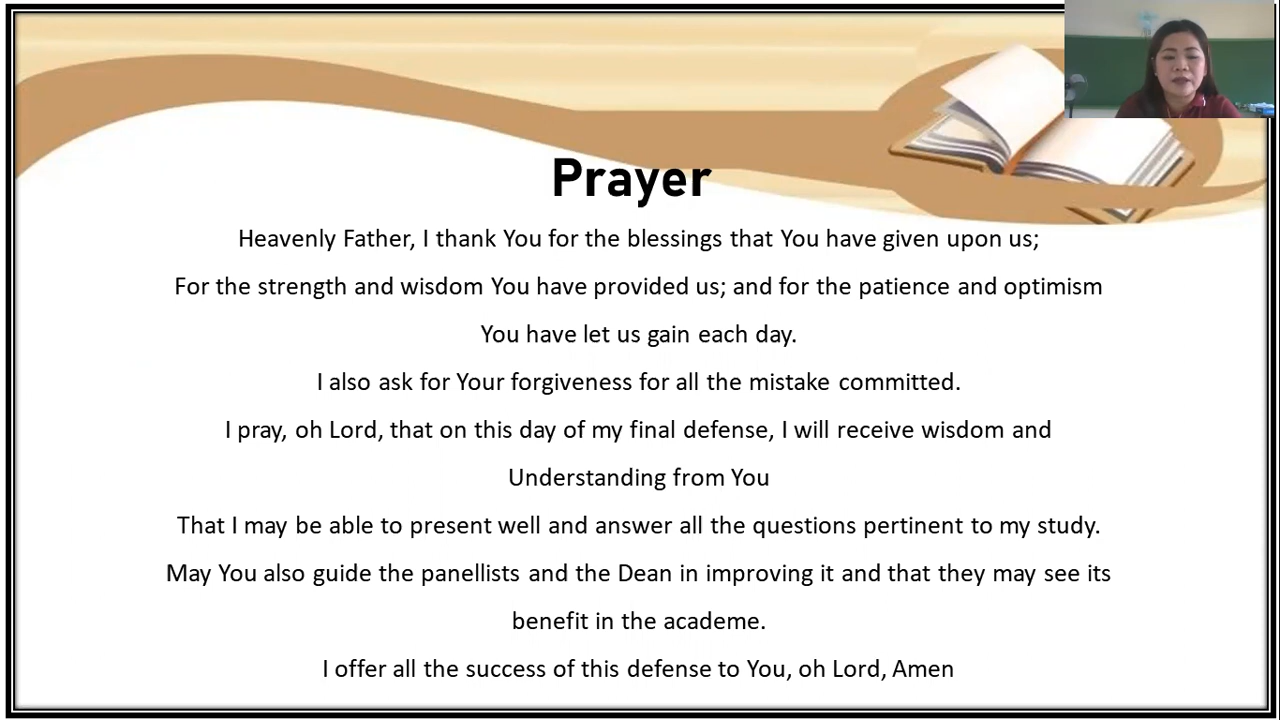 Prayer
Heavenly Father, I thank You for the blessings that You have given upon us;
For the strength and wisdom You have provided us; and for the patience and optimism
You have let us gain each day.
I also ask for Your forgiveness for all the mistake committed.
I pray, oh Lord, that on this day of my final defense, I will receive wisdom and
Understanding from You
That I may be able to present well and answer all the questions pertinent to my study.
May You also guide the panellists and the Dean in improving it and that they may see its
benefit in the academe.
I offer all the success of this defense to You, oh Lord, Amen